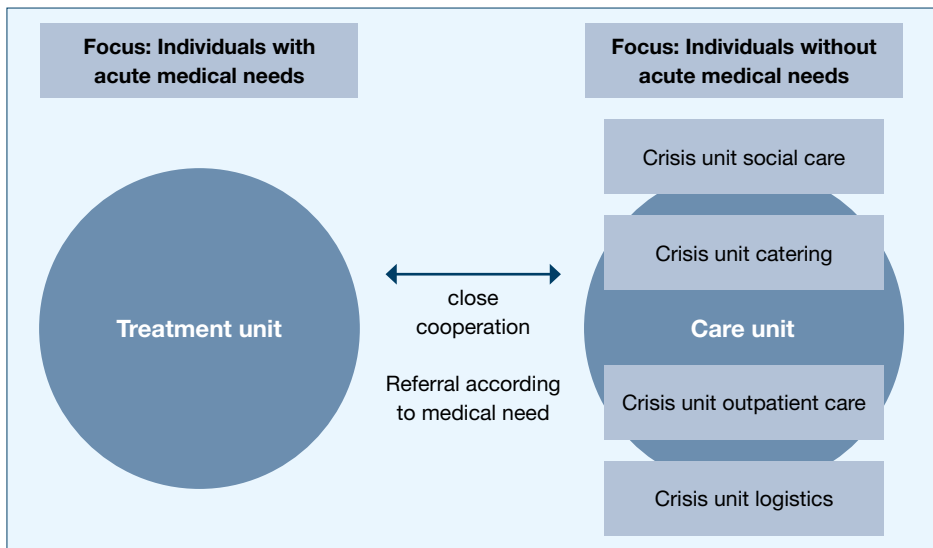 Focus: Individuals with
acute medical needs
Focus: Individuals without
acute medical needs
Treatment unit
close
cooperation
Referral according
to medical need
Crisis unit social care
Crisis unit catering
Care unit
Crisis unit outpatient care
Crisis unit logistics